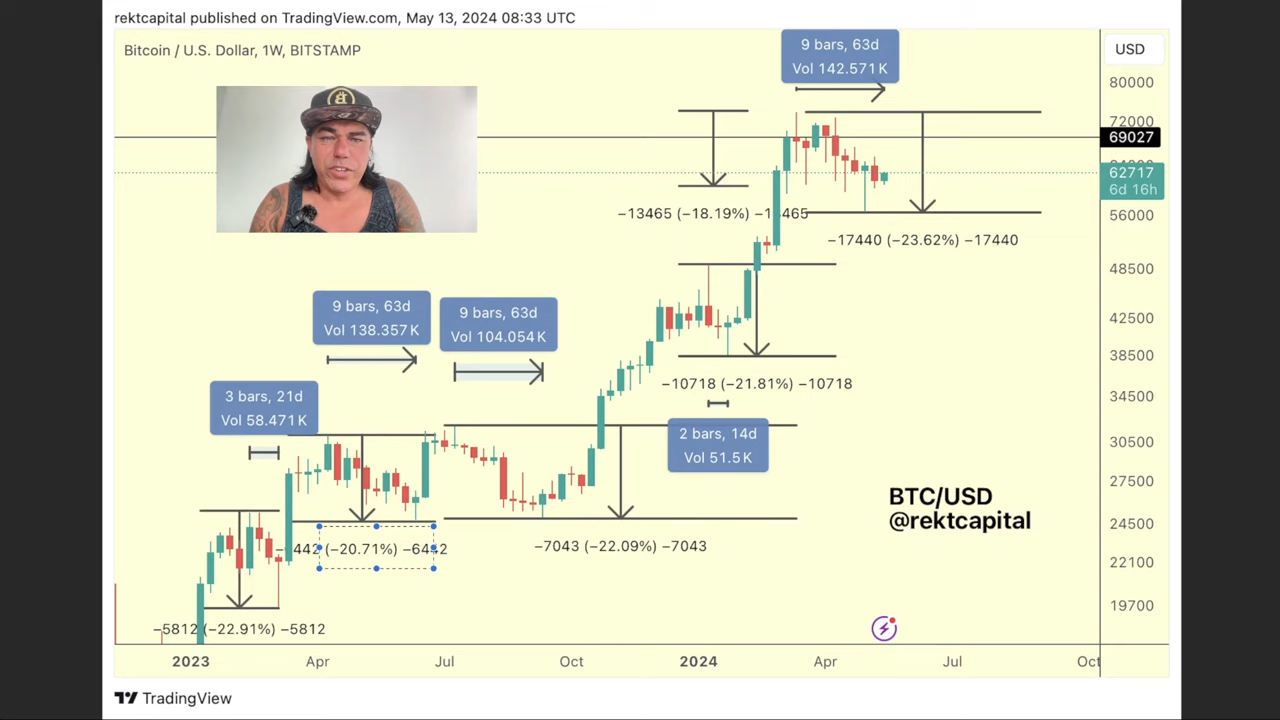 rektcapital published on TradingView.com, May 13, 2024 08:33 UTC
Bitcoin / U.S. Dollar, 1W, BITSTAMP
USD
9 bars, 63d
Vol 142.571K
80000
72000
69027
62717
6d 16h
56000
48500
42500
38500
34500
30500
27500
24500
22100
19700
−13465 (−18.19%)
−17440 (−23.62%) −17440
9 bars, 63d
Vol 138.357K
9 bars, 63d
Vol 104.054K
3 bars, 21d
Vol 58.471K
−10718 (−21.81%) −10718
2 bars, 14d
Vol 51.5K
BTC/USD
@rektcapital
(−20.71%)
−7043 (−22.09%) −7043
−5812 (−22.91%) −5812
2023 Apr Jul Oct 2024 Apr Jul Oct
TradingView